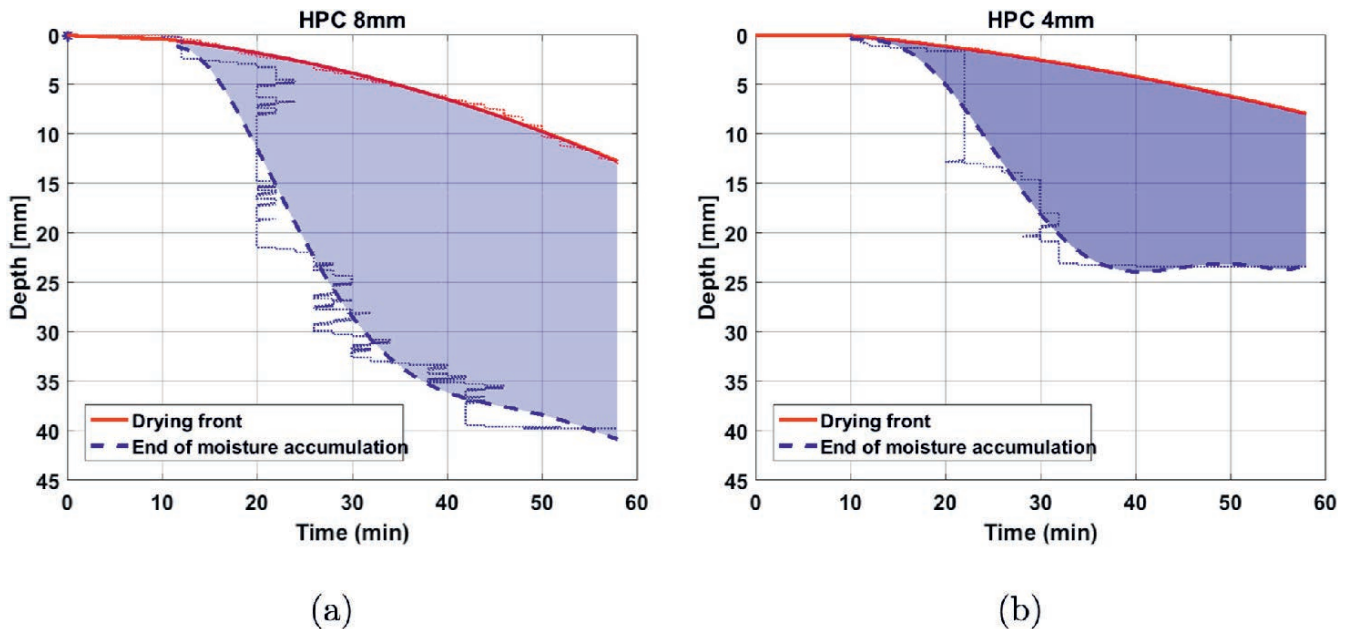 HPC 8mm
0
5
10
15
20
25
30
35
40
45
Depth [mm]
Drying front
End of moisture accumulation
0 10 20 30 40 50 60
Time (min)
(a)
HPC 4mm
0
5
10
15
20
25
30
35
40
45
Depth [mm]
Drying front
End of moisture accumulation
0 10 20 30 40 50 60
Time (min)
(b)